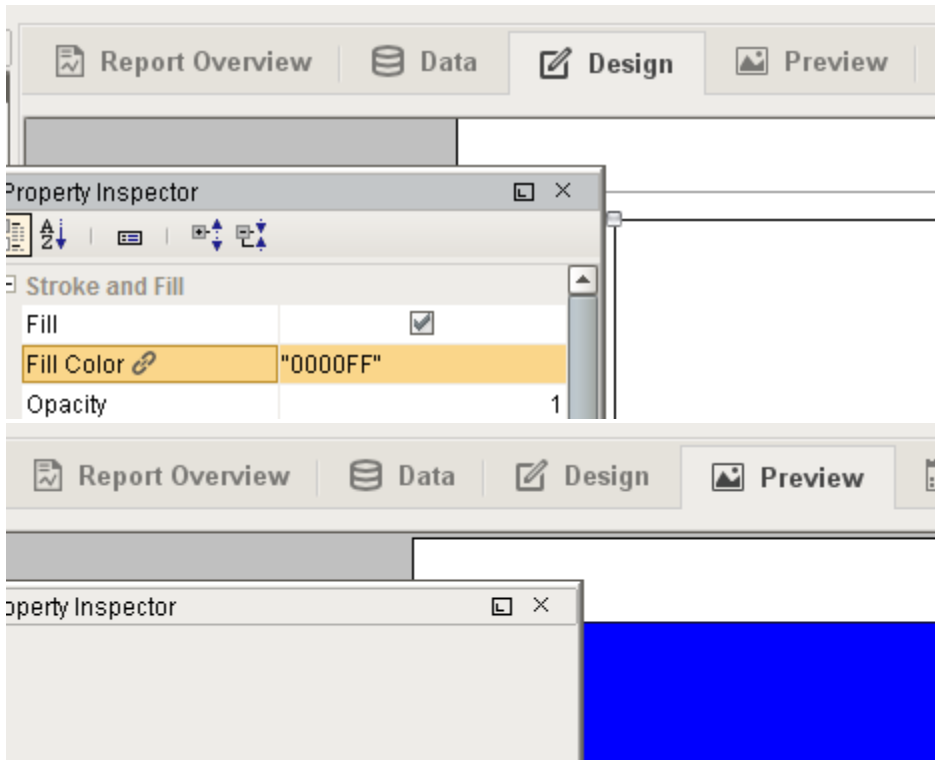 Report Overview Data Design Preview
Property Inspector
Stroke and Fill
Fill
Fill Color "0000FF"
Opacity 1
Report Overview Data Design Preview
operty Inspector